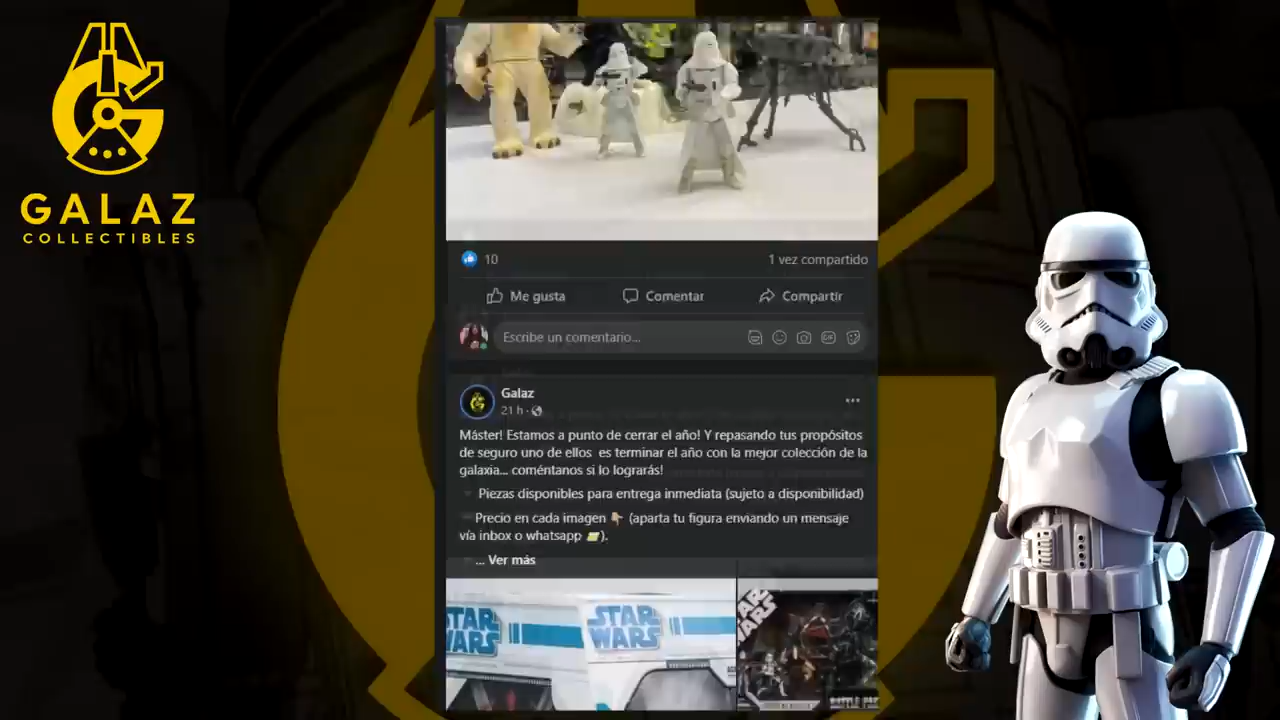 GALAZ
COLLECTIBLES
10
1 vez compartido
Me gusta
Comentar
Compartir
Escribe un comentario...
GIF
Galaz
21 h ·
Máster! Estamos a punto de cerrar el año! Y repasando tus propósitos
de seguro uno de ellos es terminar el año con la mejor colección de la
galaxia... coméntanos si lo lograrás!
Piezas disponibles para entrega inmediata (sujeto a disponibilidad)
Precio en cada imagen 👇🏼 (aparta tu figura enviando un mensaje
vía inbox o whatsapp ).
... Ver más
STAR
WARS
STAR
WARS
STAR
WARS
BATTLE PACK